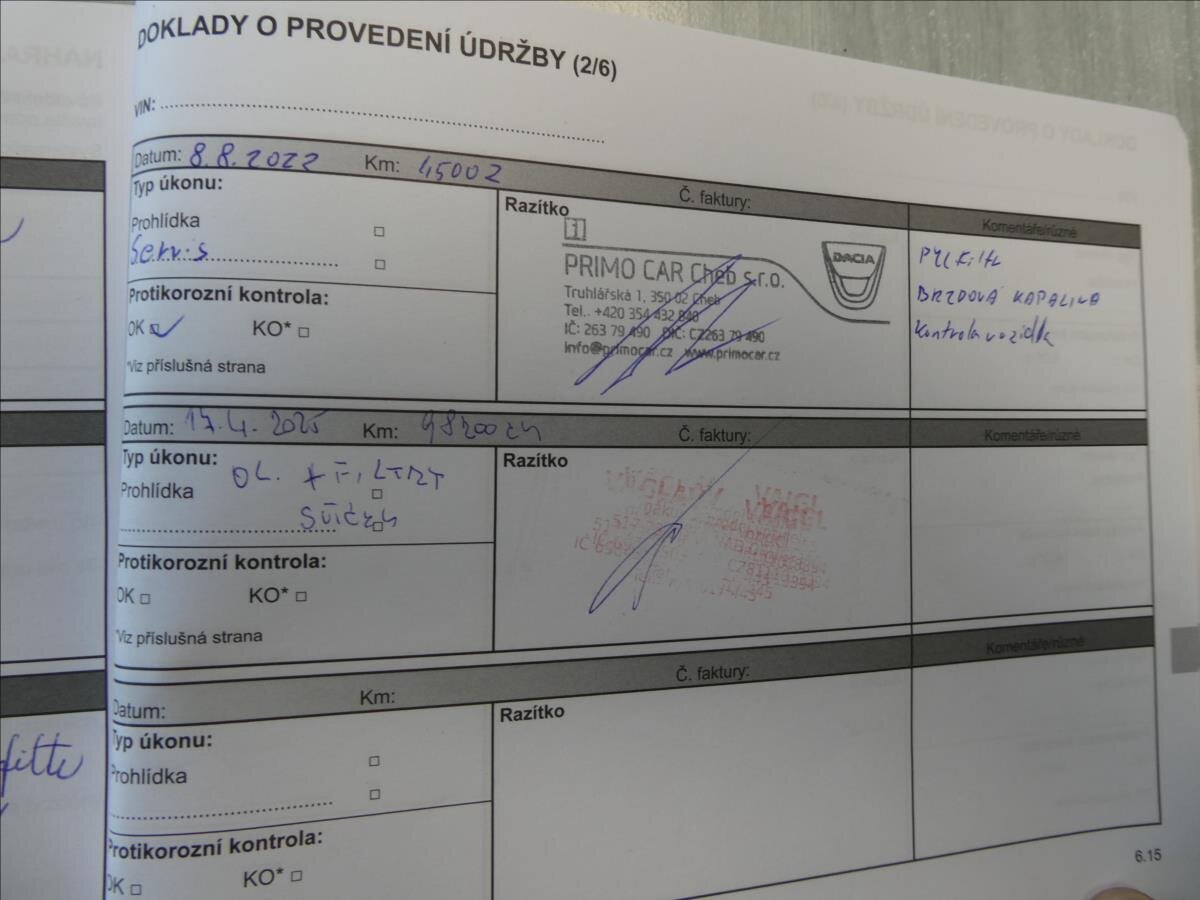 DOKLADY O PROVEDENÍ ÚDRŽBY (2/6)
VIN:
Datum: 8.8.2022 Km: 45002 Č. faktury: Komentáře/různé
Typ úkonu:
Prohlídka
Servis
Protikorozní kontrola:
OK KO*
*Viz příslušná strana
Razítko
1
PRIMO CAR Cheb s.r.o.
Truhlářská 1, 350 02 Cheb
Tel.. +420 354 432 840
IČ: 263 79 490 DIČ: CZ263 79 490
info@primocar.cz www.primocar.cz
DACIA
Pyl filtr
BRZDOVÁ KAPALINA
Kontrola vozidla
Datum: 17.4. 2025 Km: 98200 Č. faktury: Komentáře/různé
Typ úkonu: OL. + FILTRY
Prohlídka
Protikorozní kontrola:
OK KO*
*Viz příslušná strana
Razítko
VAIGL
Datum: Km: Č. faktury: Komentáře/různé
Typ úkonu:
Prohlídka
Protikorozní kontrola:
OK KO*
Razítko
6.15